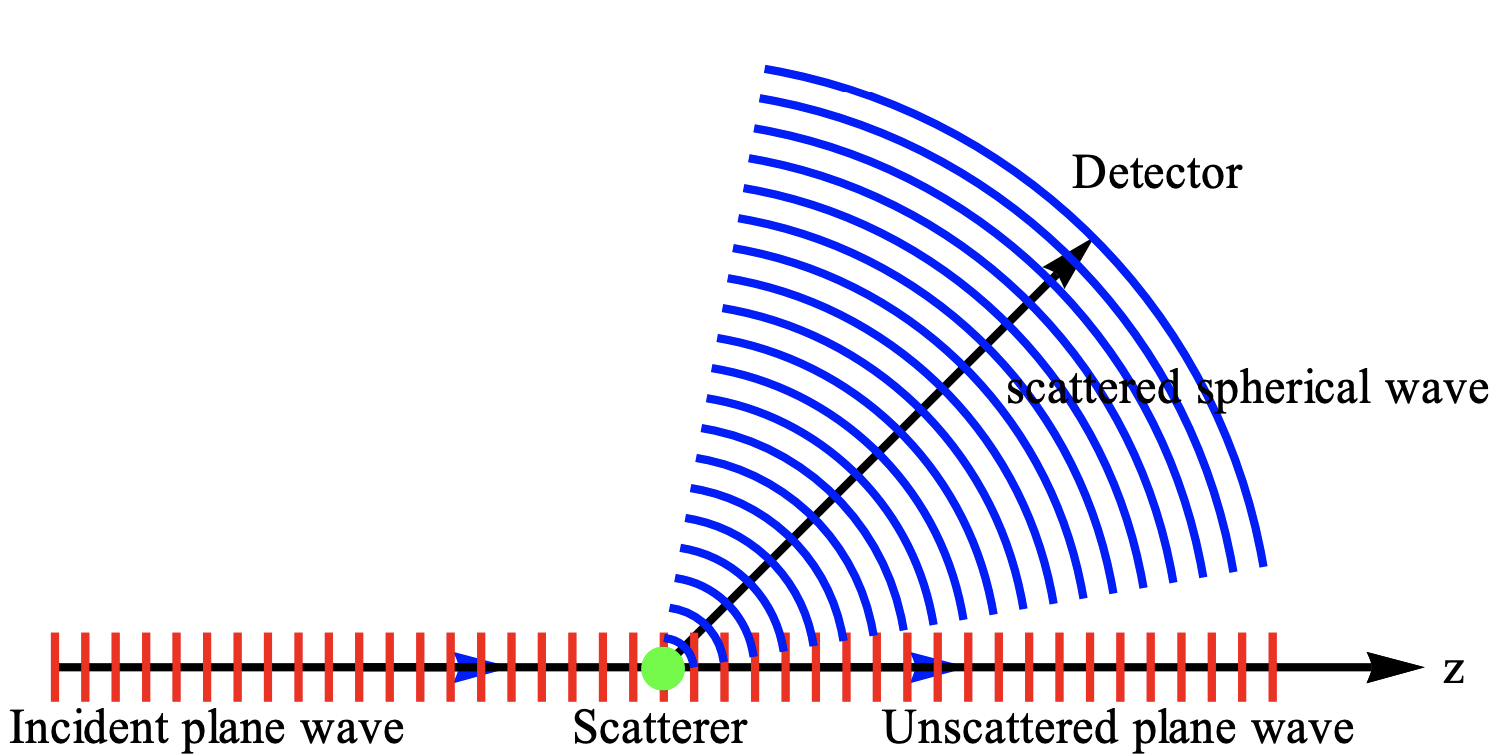 Detector
scattered spherical wave
z
Incident plane wave
Scatterer
Unscattered plane wave